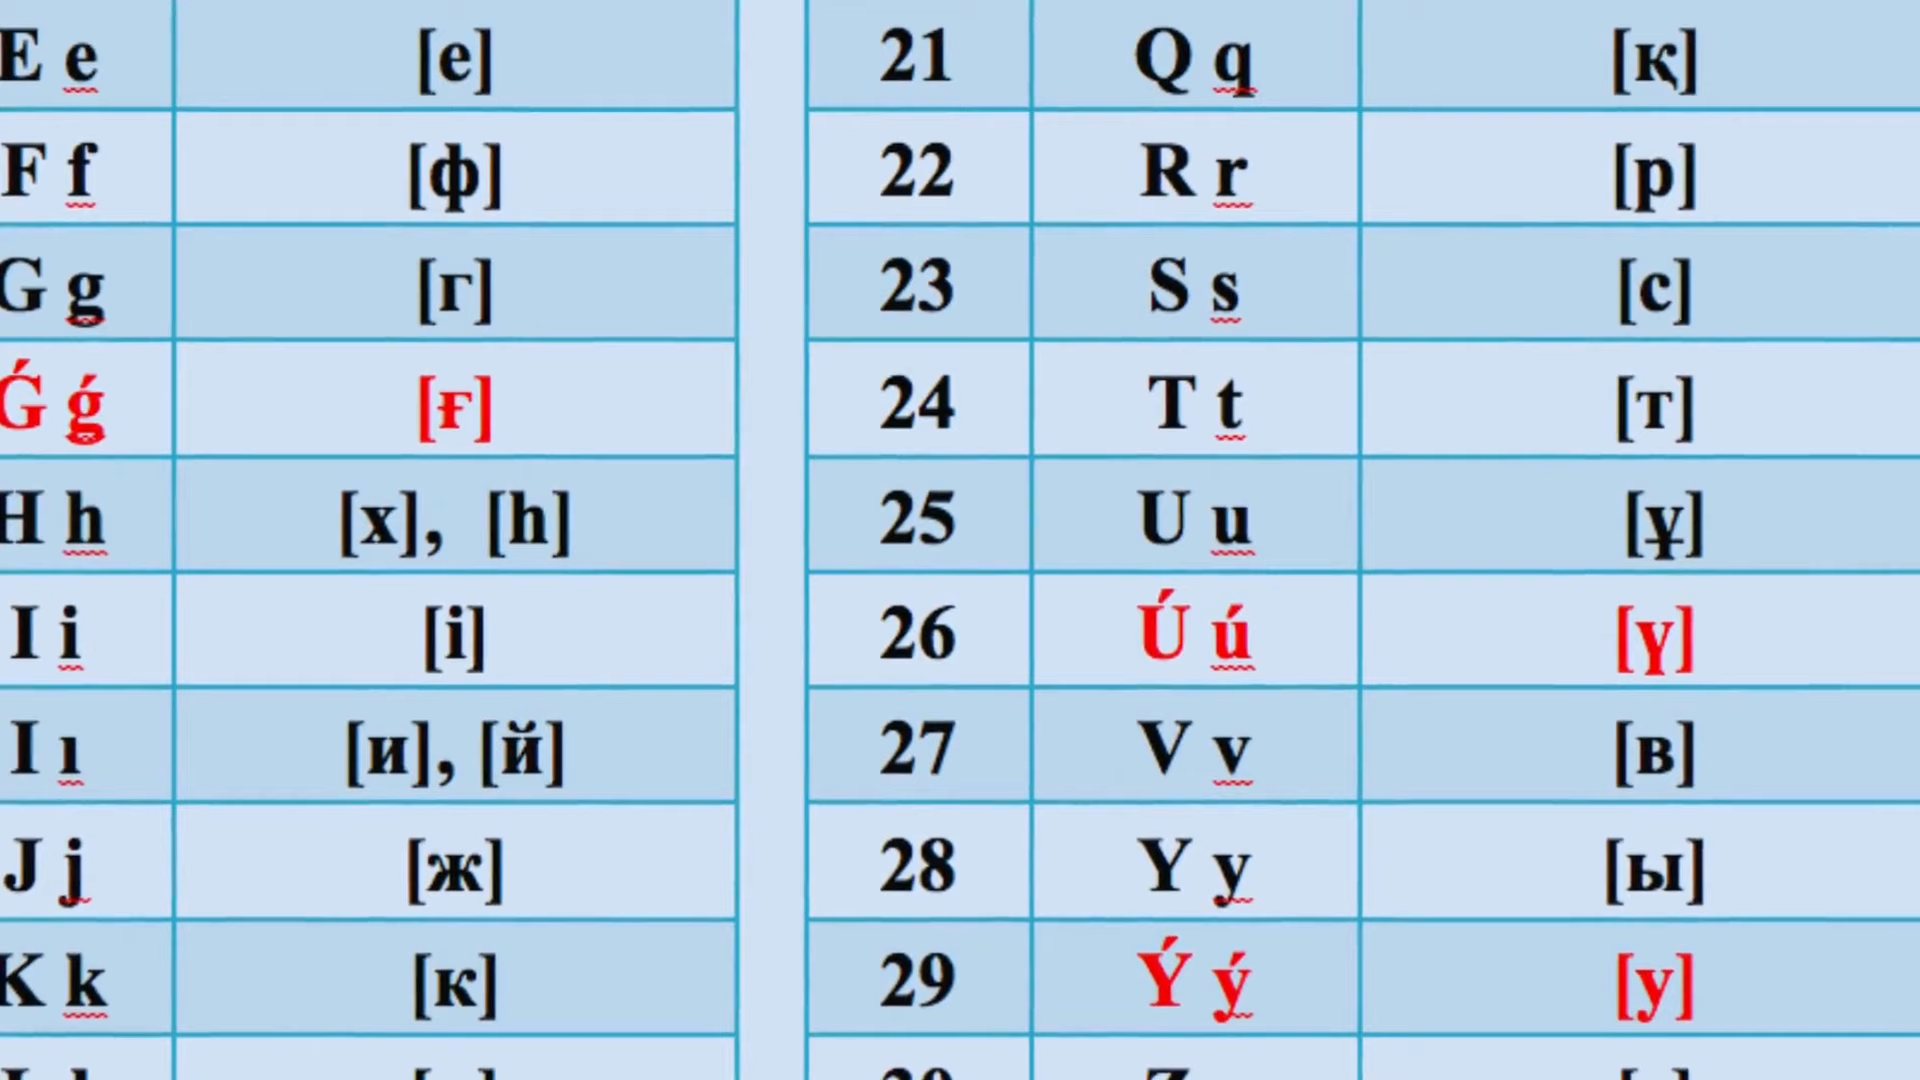 E e [e] 21 Q q [қ]
F f [ф] 22 R r [р]
G g [г] 23 S s [с]
Ǵ ǵ [ғ] 24 T t [т]
H h [х], [h] 25 U u [ұ]
I i [і] 26 Ú ú [ү]
I ı [и], [й] 27 V v [в]
J j [ж] 28 Y y [ы]
K k [к] 29 Ý ý [у]